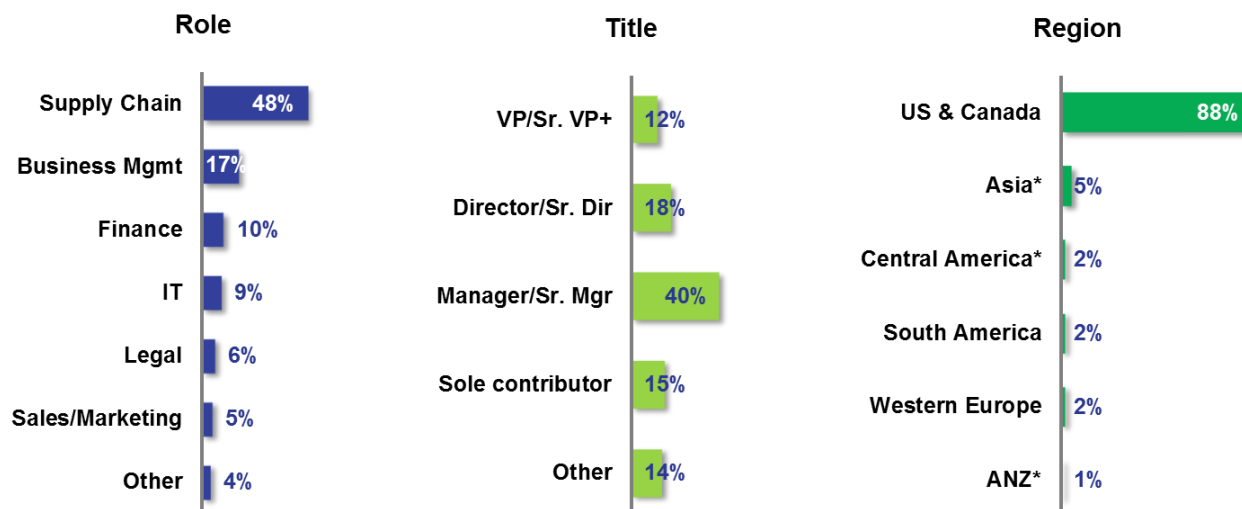 Role
Supply Chain 48%
Business Mgmt 17%
Finance 10%
IT 9%
Legal 6%
Sales/Marketing 5%
Other 4%
Title
VP/Sr. VP+ 12%
Director/Sr. Dir 18%
Manager/Sr. Mgr 40%
Sole contributor 15%
Other 14%
Region
US & Canada 88%
Asia* 5%
Central America* 2%
South America 2%
Western Europe 2%
ANZ* 1%